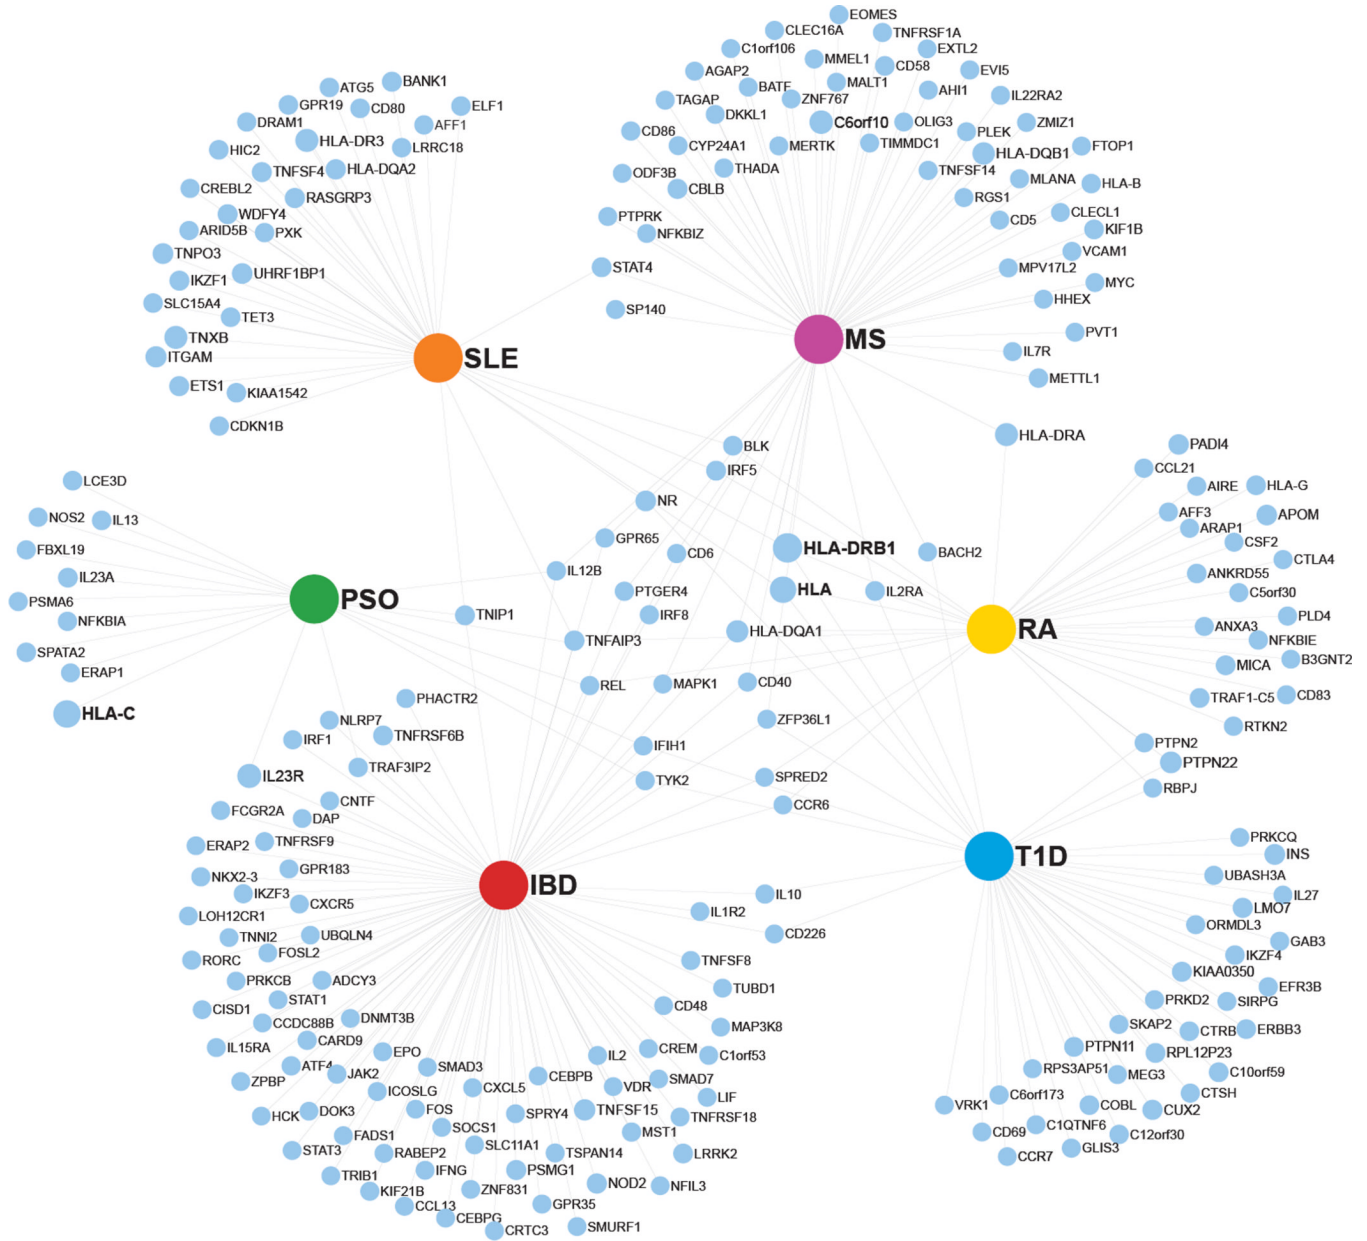 EOMES
CLEC16A
TNFRSF1A
C1orf106
EXTL2
MMEL1
CD58
AGAP2
EVI5
BATF
MALT1
AHI1
IL22RA2
TAGAP
ZNF767
DKKL1
C6orf10
OLIG3
ZMIZ1
CD86
PLEK
CYP24A1
MERTK
TIMMDC1
FTOP1
HLA-DQB1
ODF3B
THADA
TNFSF14
MLANA
CBLB
HLA-B
RGS1
PTPRK
CD5
CLECL1
NFKBIZ
KIF1B
VCAM1
STAT4
MPV17L2
MYC
HHEX
SP140
PVT1
MS
IL7R
METTL1
BANK1
ATG5
GPR19
CD80
ELF1
DRAM1
AFF1
HLA-DR3
HIC2
LRRC18
TNFSF4
HLA-DQA2
CREBL2
RASGRP3
WDFY4
ARID5B
PXK
TNPO3
UHRF1BP1
IKZF1
SLC15A4
TET3
TNXB
ITGAM
SLE
ETS1
KIAA1542
CDKN1B
HLA-DRA
BLK
IRF5
NR
GPR65
HLA-DRB1
CD6
BACH2
IL12B
PTGER4
HLA
IL2RA
TNIP1
IRF8
HLA-DQA1
TNFAIP3
REL
MAPK1
CD40
ZFP36L1
IFIH1
TYK2
SPRED2
CCR6
LCE3D
NOS2
IL13
FBXL19
IL23A
PSMA6
PSO
NFKBIA
SPATA2
ERAP1
HLA-C
PADI4
CCL21
AIRE
HLA-G
AFF3
APOM
ARAP1
CSF2
CTLA4
ANKRD55
C5orf30
PLD4
ANXA3
RA
NFKBIE
B3GNT2
MICA
TRAF1-C5
CD83
RTKN2
PTPN2
PTPN22
RBPJ
PHACTR2
NLRP7
TNFRSF6B
IRF1
TRAF3IP2
IL23R
CNTF
FCGR2A
DAP
ERAP2
TNFRSF9
GPR183
NKX2-3
IKZF3
CXCR5
IBD
LOH12CR1
TNNI2
UBQLN4
FOSL2
RORC
PRKCB
ADCY3
STAT1
CISD1
CCDC88B
DNMT3B
IL15RA
CARD9
EPO
ATF4
JAK2
SMAD3
ZPBP
ICOSLG
CXCL5
CEBPB
HCK
DOK3
FOS
SPRY4
FADS1
SOCS1
STAT3
RABEP2
SLC11A1
TSPAN14
TRIB1
IFNG
PSMG1
KIF21B
ZNF831
NOD2
NFIL3
CCL13
GPR35
CEBPG
CRTC3
SMURF1
IL10
IL1R2
CD226
TNFSF8
TUBD1
CD48
MAP3K8
IL2
CREM
C1orf53
VDR
SMAD7
LIF
TNFSF15
TNFRSF18
MST1
LRRK2
T1D
PRKCQ
INS
UBASH3A
IL27
LMO7
ORMDL3
GAB3
IKZF4
KIAA0350
EFR3B
PRKD2
SIRPG
SKAP2
CTRB
ERBB3
PTPN11
RPL12P23
RPS3AP51
MEG3
C10orf59
C6orf173
CTSH
VRK1
COBL
CUX2
C1QTNF6
CD69
C12orf30
GLIS3
CCR7